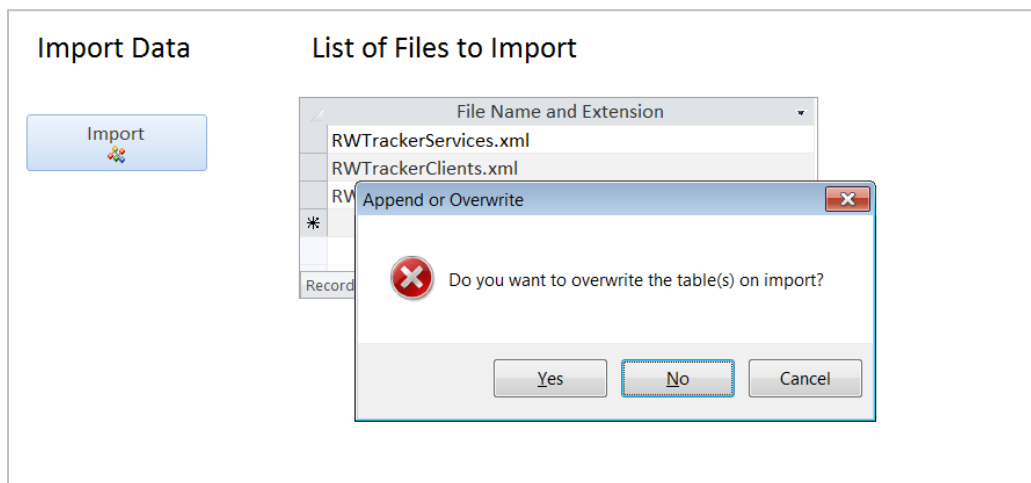 Import Data
List of Files to Import
Import
File Name and Extension
RWTrackerServices.xml
RWTrackerClients.xml
RW
Append or Overwrite
Do you want to overwrite the table(s) on import?
Record
Yes
No
Cancel